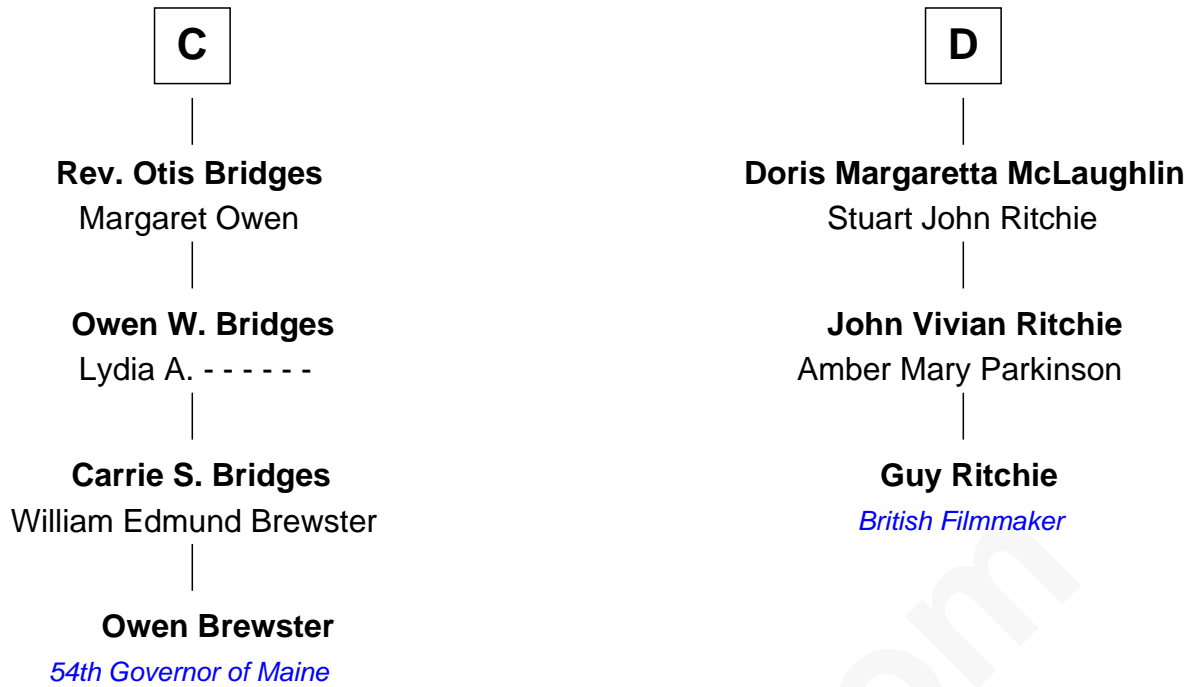 C
Rev. Otis Bridges
Margaret Owen
Owen W. Bridges
Lydia A. - - - - - -
Carrie S. Bridges
William Edmund Brewster
Owen Brewster
54th Governor of Maine
D
Doris Margaretta McLaughlin
Stuart John Ritchie
John Vivian Ritchie
Amber Mary Parkinson
Guy Ritchie
British Filmmaker
om